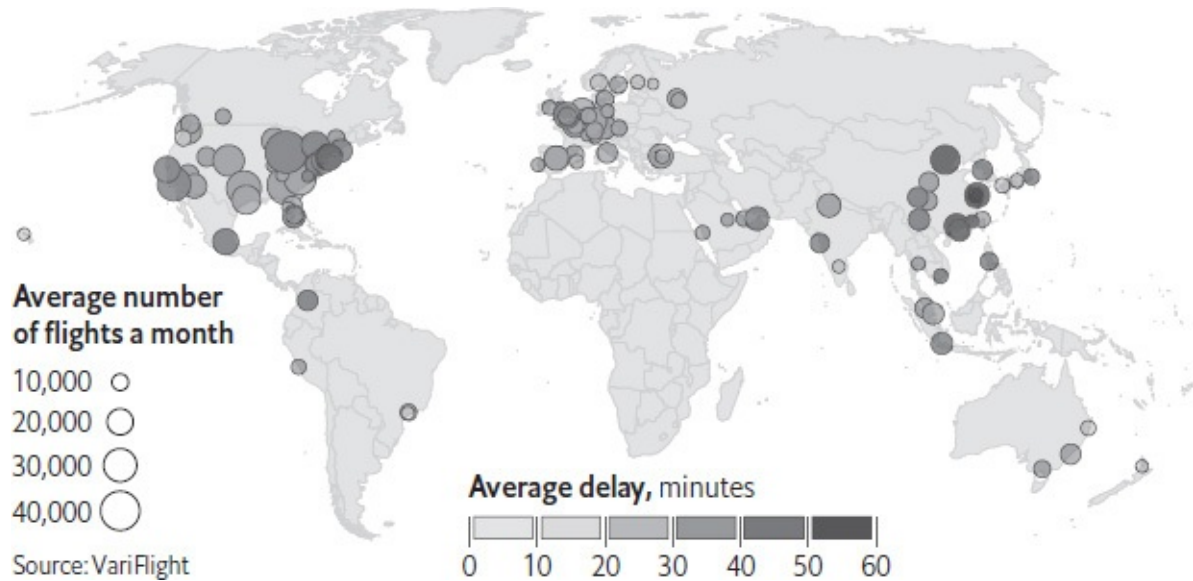 Average number
of flights a month
10,000
20,000
30,000
40,000
Source: VariFlight
Average delay, minutes
0 10 20 30 40 50 60